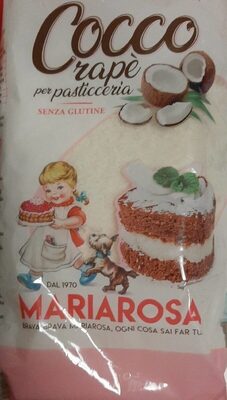 Cocco
rapè
per pasticceria
SENZA GLUTINE
DAL 1970
MARIAROSA
BRAVA BRAVA MARIAROSA, OGNI COSA SAI FAR TU